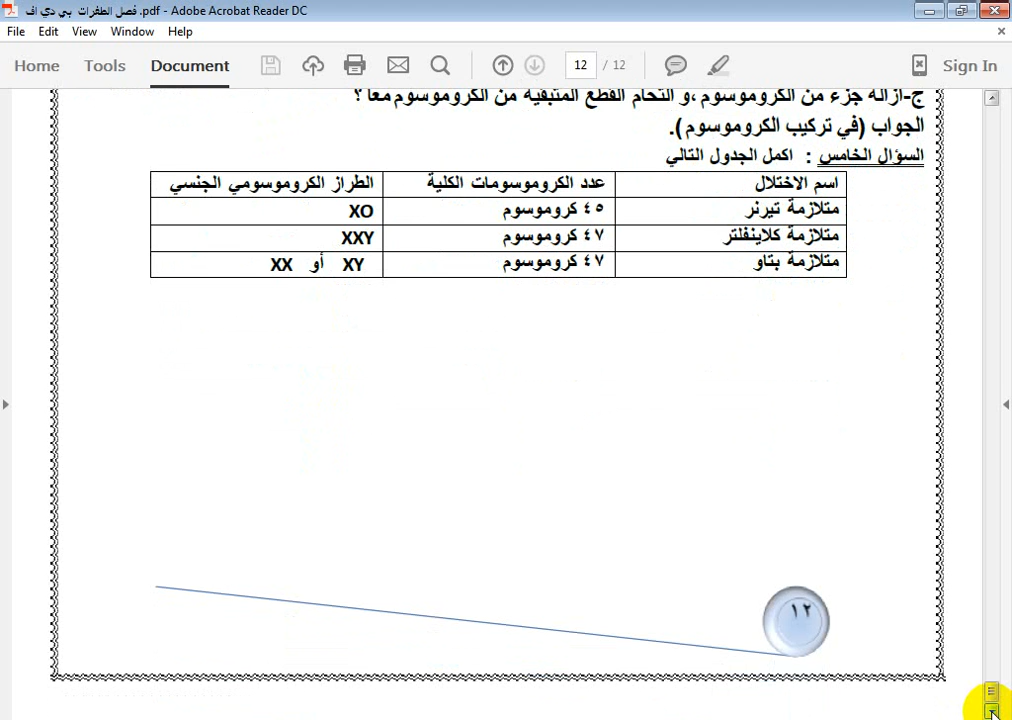 فصل الطفرات بي دي اف .pdf - Adobe Acrobat Reader DC
File Edit View Window Help
Home Tools Document 12 / 12 Sign In
ج-ازالة جزء من الكروموسوم ،و التحام القطع المتبقية من الكروموسوم معا ؟
الجواب (في تركيب الكروموسوم).
السؤال الخامس : اكمل الجدول التالي
اسم الاختلال عدد الكروموسومات الكلية الطراز الكروموسومي الجنسي
متلازمة تيرنر ٤٥ كروموسوم XO
متلازمة كلاينفلتر ٤٧ كروموسوم XXY
متلازمة بتاو ٤٧ كروموسوم XY أو XX
١٢